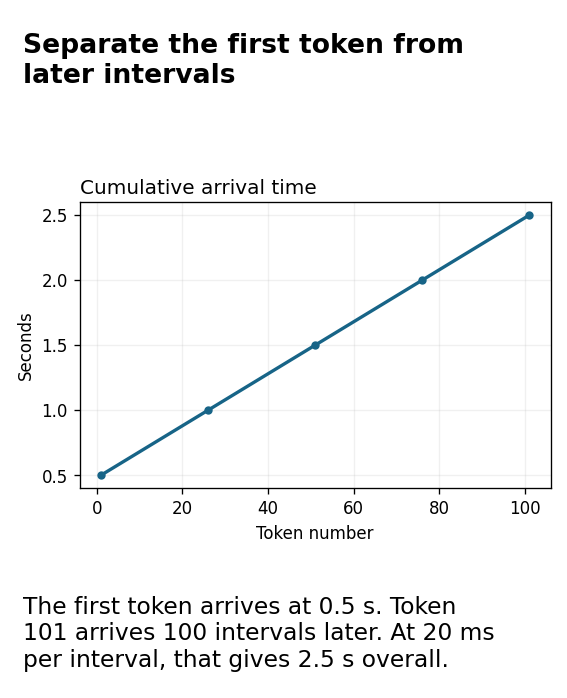 Separate the first token from
later intervals
Cumulative arrival time
2.5
2.0
1.5
1.0
0.5
Seconds
0 20 40 60 80 100
Token number
The first token arrives at 0.5 s. Token
101 arrives 100 intervals later. At 20 ms
per interval, that gives 2.5 s overall.